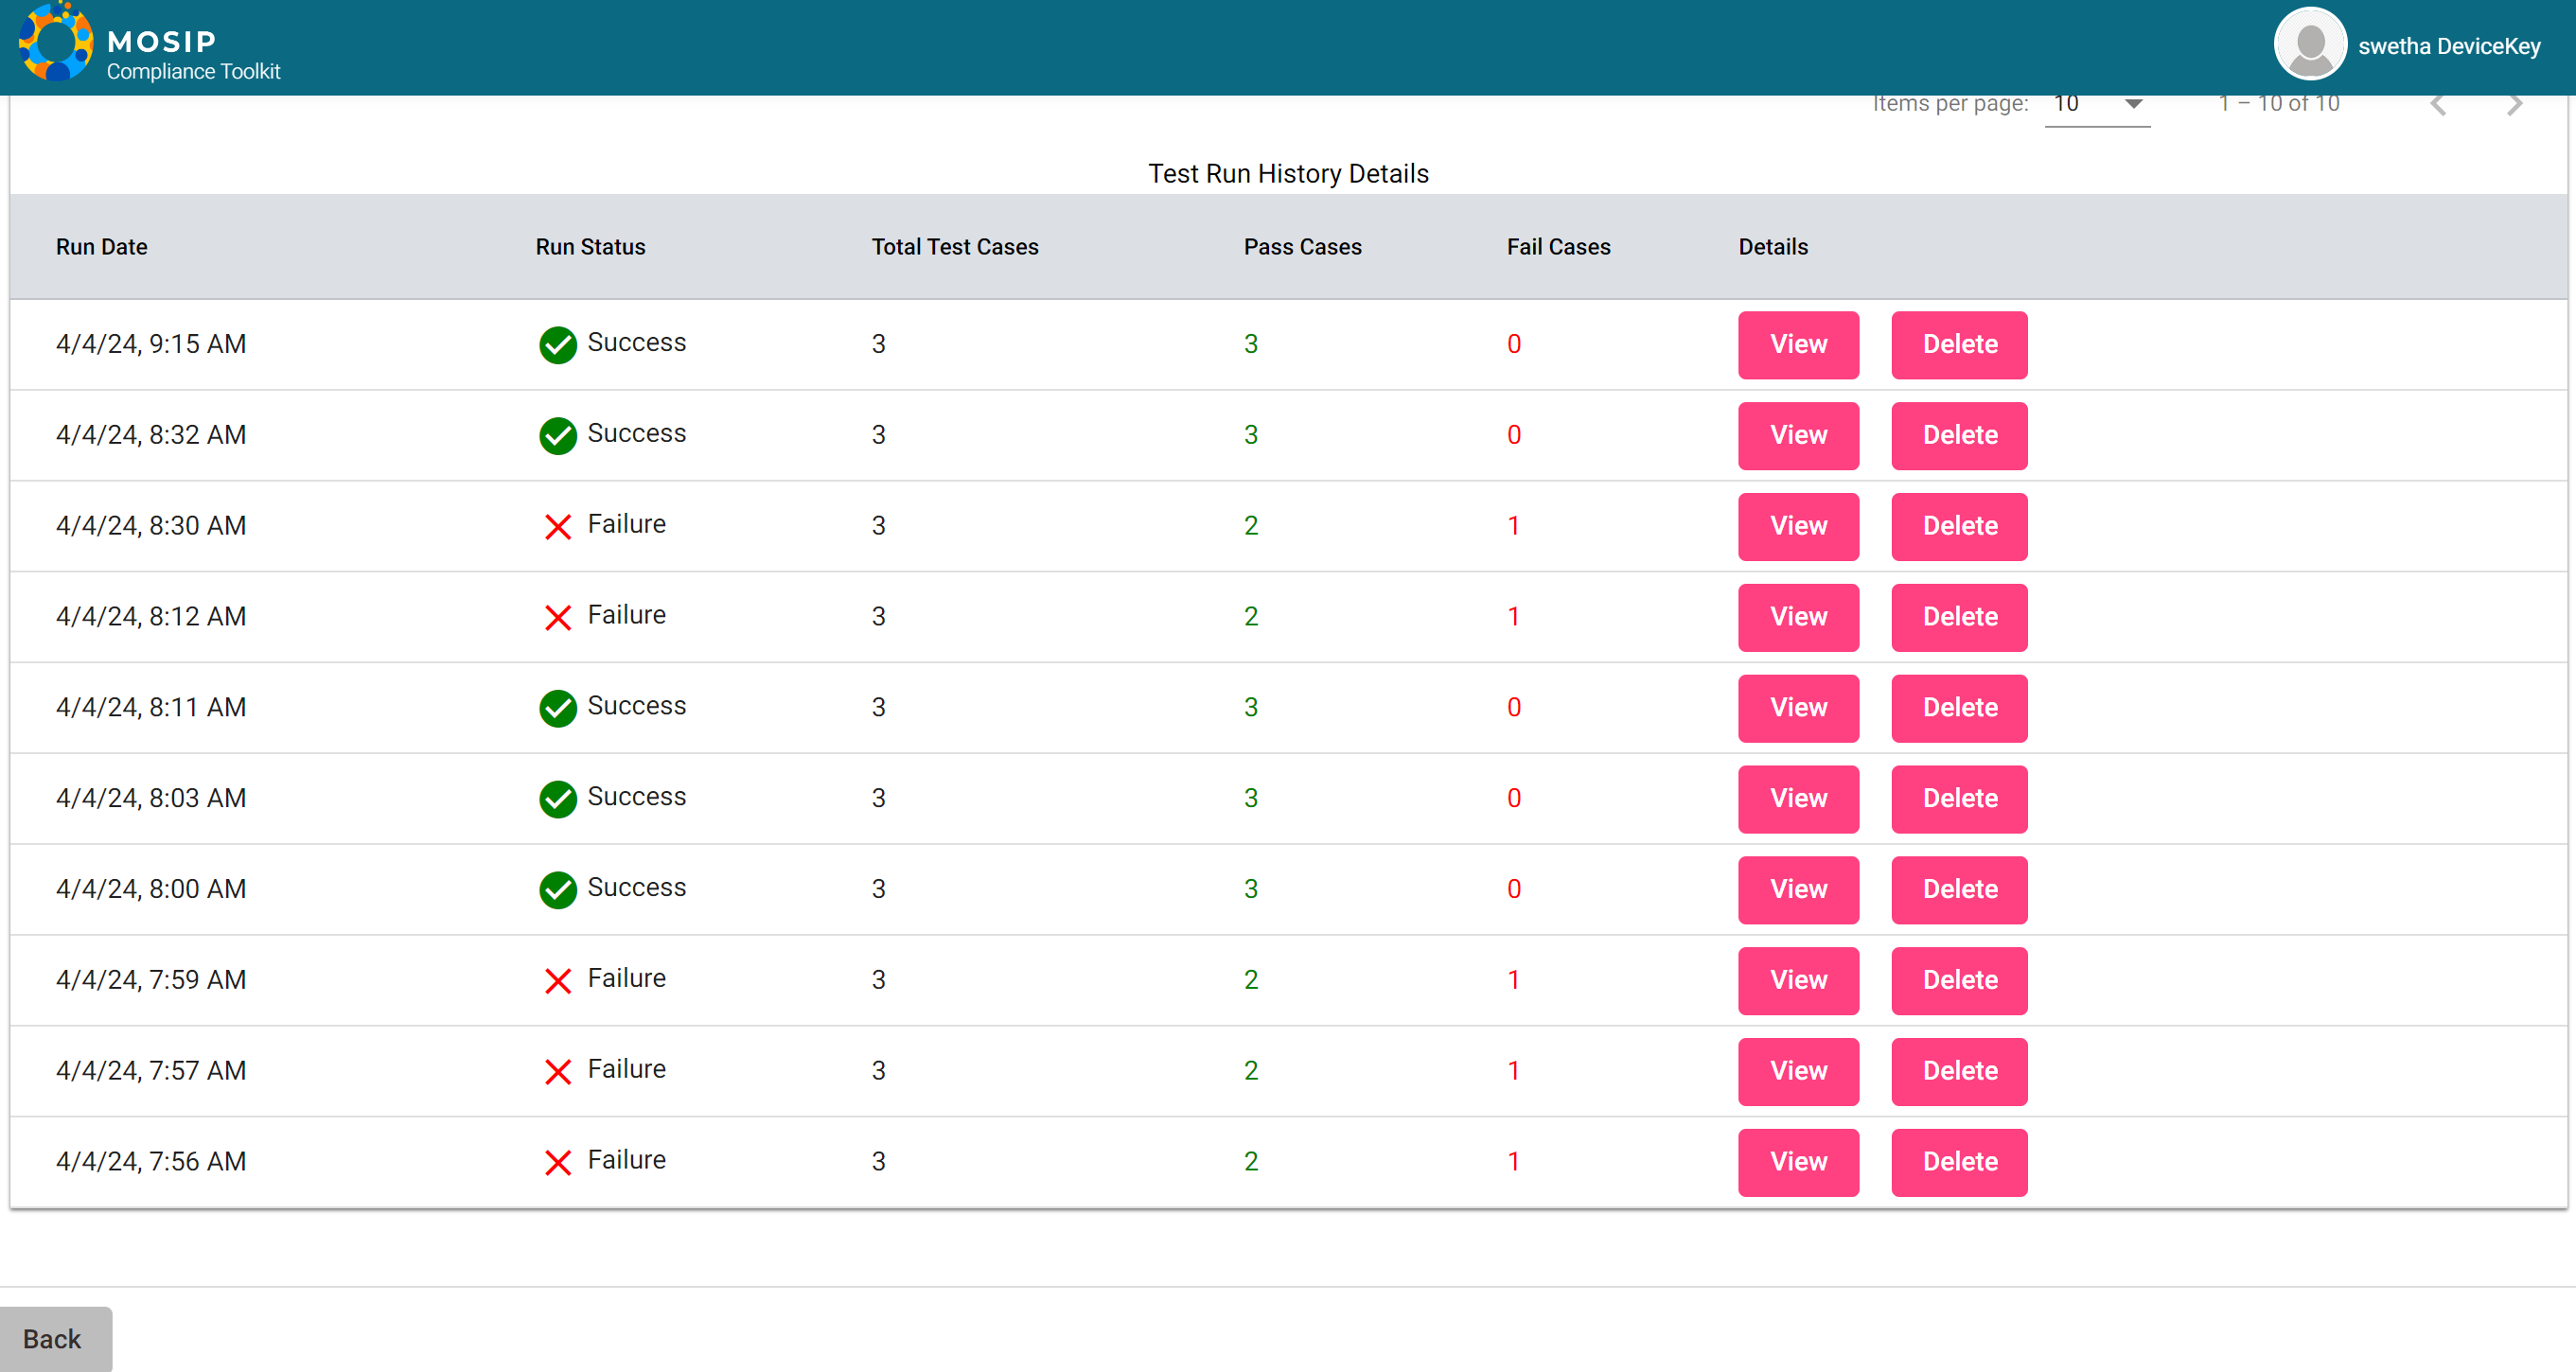 MOSIP
Compliance Toolkit
swetha DeviceKey
Items per page: 10 1 – 10 of 10
Test Run History Details
Run Date Run Status Total Test Cases Pass Cases Fail Cases Details
4/4/24, 9:15 AM Success 3 3 0 View Delete
4/4/24, 8:32 AM Success 3 3 0 View Delete
4/4/24, 8:30 AM Failure 3 2 1 View Delete
4/4/24, 8:12 AM Failure 3 2 1 View Delete
4/4/24, 8:11 AM Success 3 3 0 View Delete
4/4/24, 8:03 AM Success 3 3 0 View Delete
4/4/24, 8:00 AM Success 3 3 0 View Delete
4/4/24, 7:59 AM Failure 3 2 1 View Delete
4/4/24, 7:57 AM Failure 3 2 1 View Delete
4/4/24, 7:56 AM Failure 3 2 1 View Delete
Back